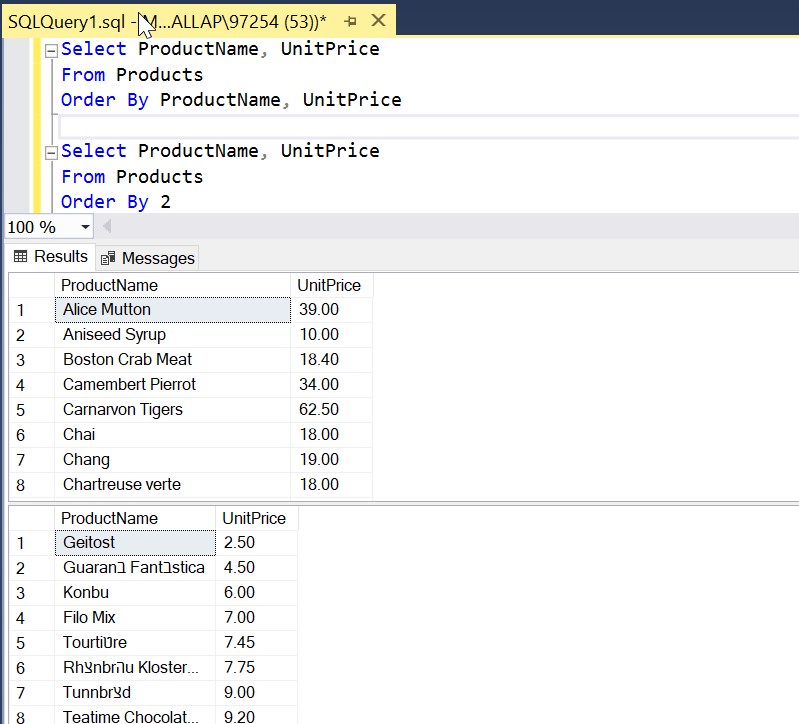 SQLQuery1.sql - M...ALLAP\97254 (53))*
Select ProductName, UnitPrice
From Products
Order By ProductName, UnitPrice
Select ProductName, UnitPrice
From Products
Order By 2
100 %
Results Messages
ProductName UnitPrice
1 Alice Mutton 39.00
2 Aniseed Syrup 10.00
3 Boston Crab Meat 18.40
4 Camembert Pierrot 34.00
5 Carnarvon Tigers 62.50
6 Chai 18.00
7 Chang 19.00
8 Chartreuse verte 18.00
ProductName UnitPrice
1 Geitost 2.50
2 Guaranב Fantבstica 4.50
3 Konbu 6.00
4 Filo Mix 7.00
5 Tourtiטre 7.45
6 Rhצnbrהu Kloster... 7.75
7 Tunnbrצd 9.00
8 Teatime Chocolat... 9.20